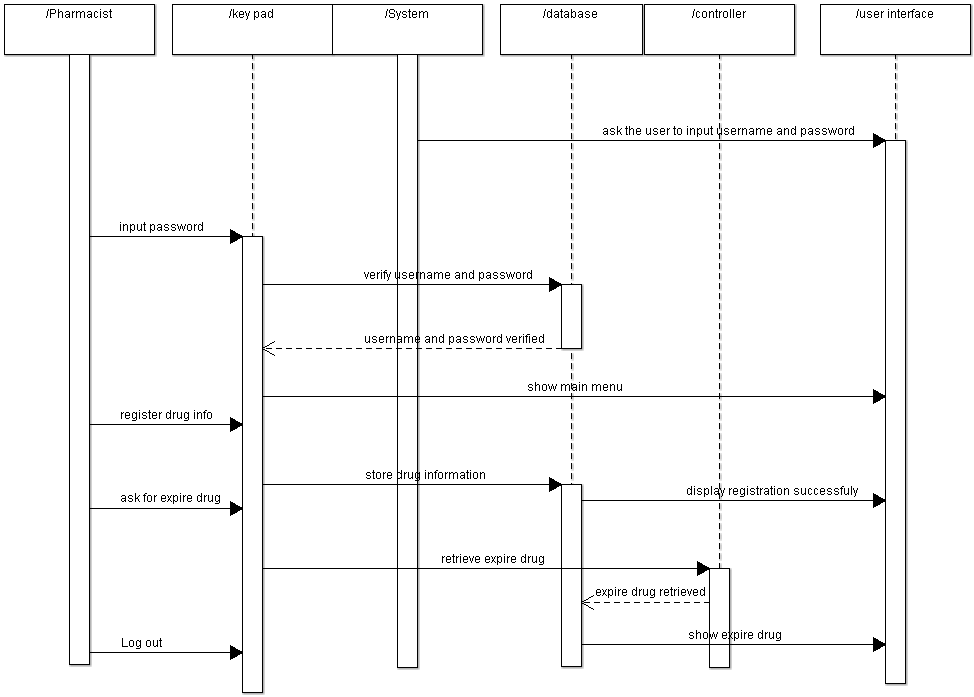 /Pharmacist
/key pad
/System
/database
/controller
/user interface
ask the user to input username and password
input password
verify username and password
username and password verified
show main menu
register drug info
store drug information
display registration successfuly
ask for expire drug
retrieve expire drug
expire drug retrieved
show expire drug
Log out